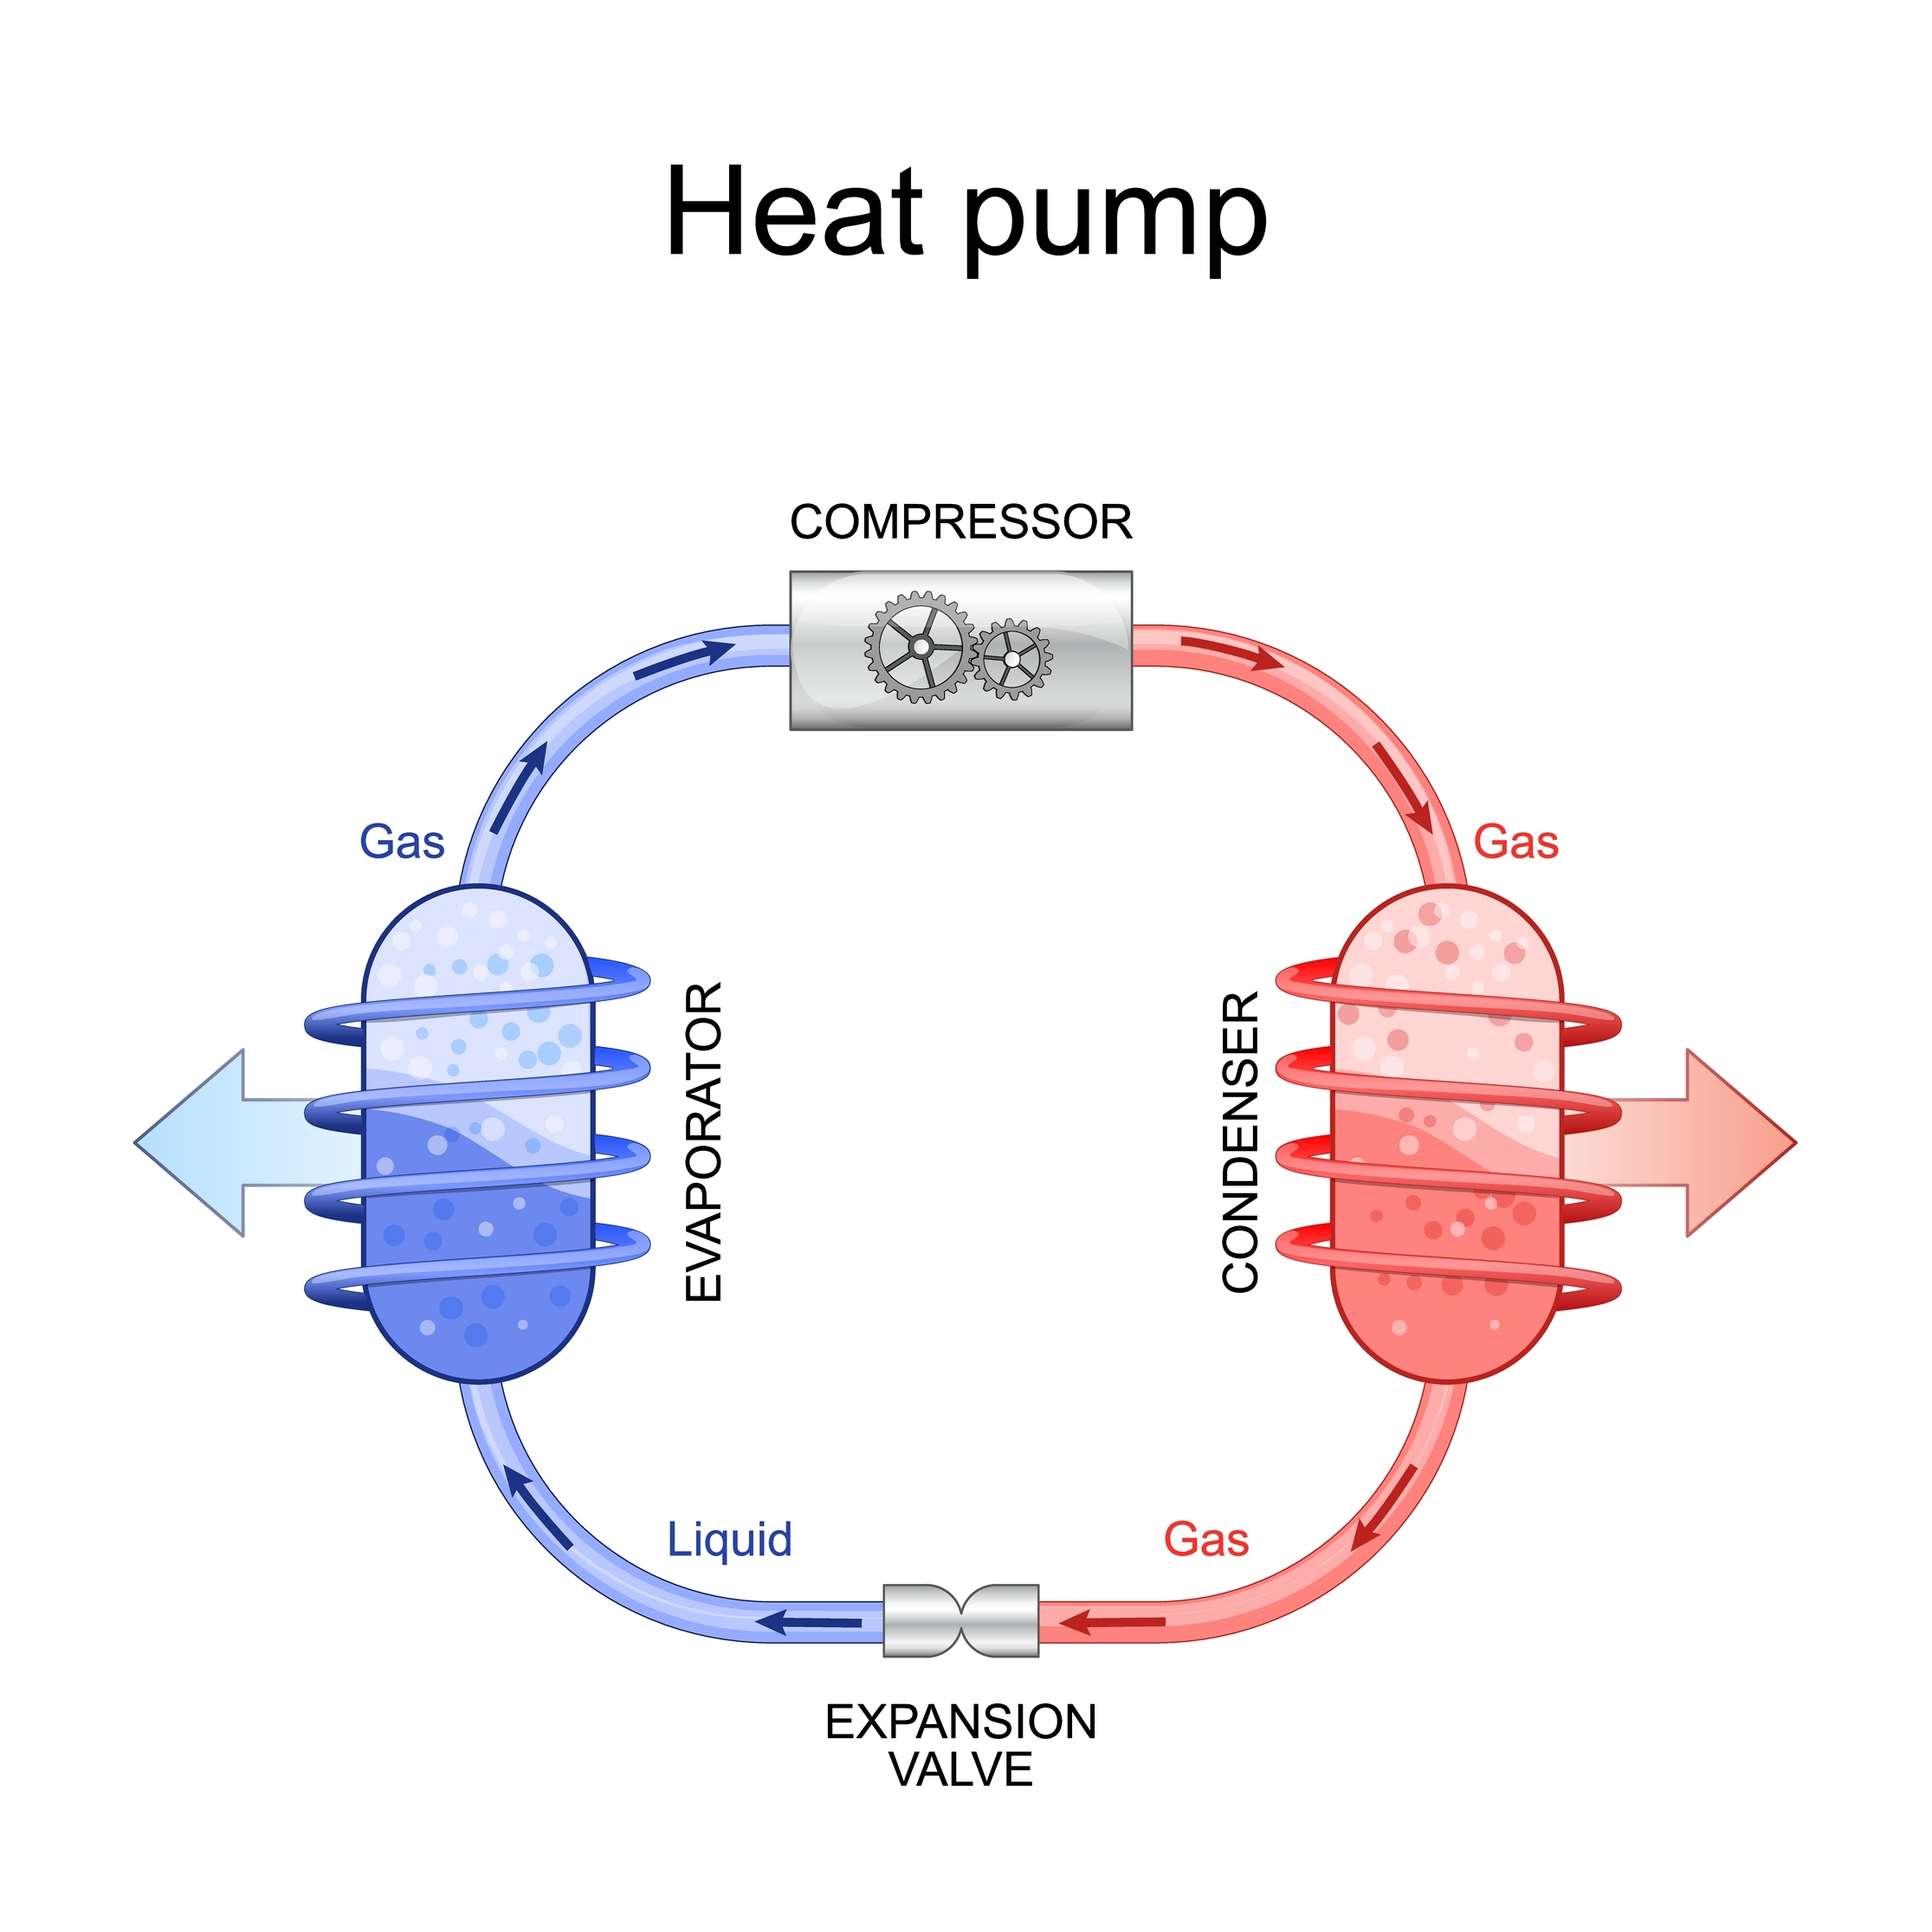 Heat pump
COMPRESSOR
Gas
Gas
EVAPORATOR
CONDENSER
Liquid
Gas
EXPANSION
VALVE